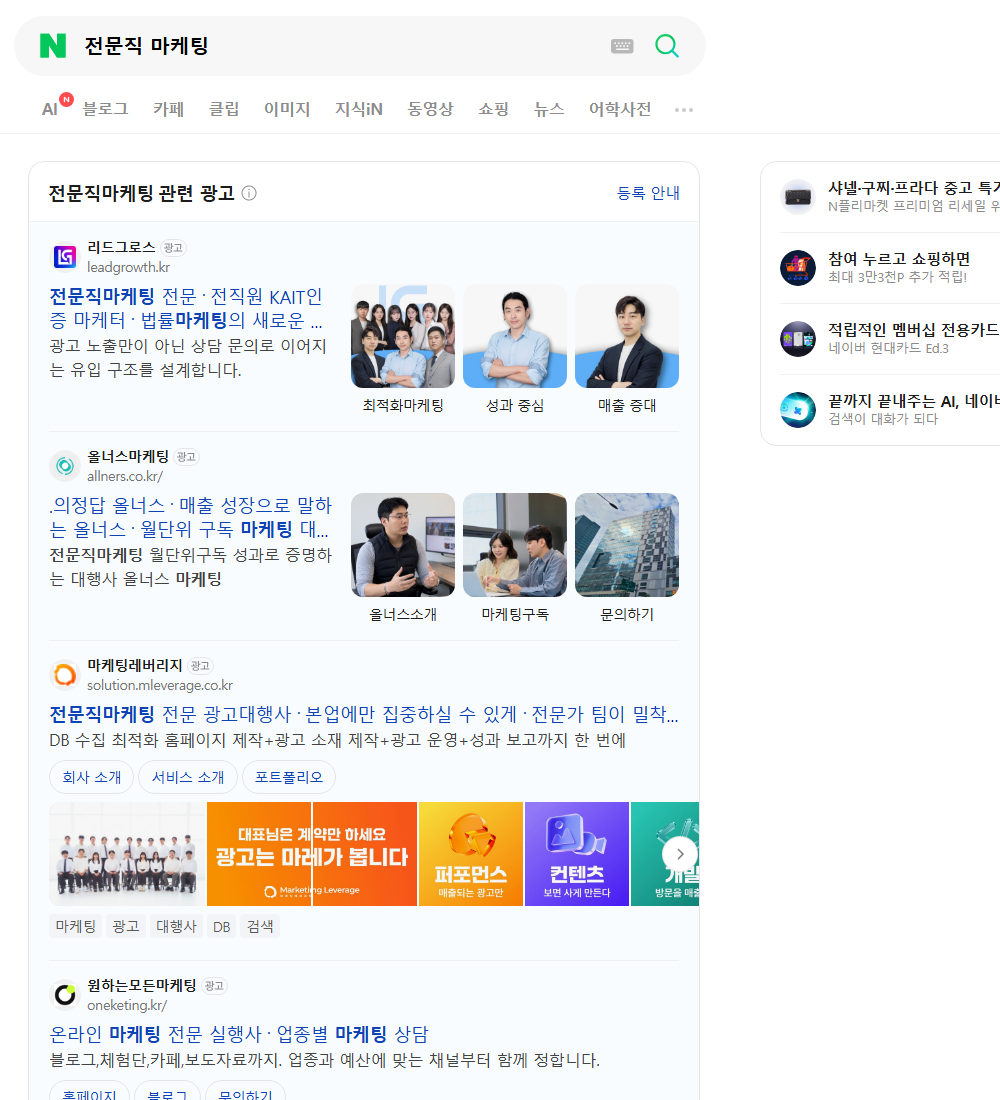 전문직 마케팅
AI N 블로그 카페 클립 이미지 지식iN 동영상 쇼핑 뉴스 어학사전
전문직마케팅 관련 광고
등록 안내
리드그로스 광고
leadgrowth.kr
전문직마케팅 전문 · 전직원 KAIT인
증 마케터 · 법률마케팅의 새로운 ...
광고 노출만이 아닌 상담 문의로 이어지
는 유입 구조를 설계합니다.
최적화마케팅 성과 중심 매출 증대
올너스마케팅 광고
allners.co.kr/
.의정답 올너스 · 매출 성장으로 말하
는 올너스 · 월단위 구독 마케팅 대...
전문직마케팅 월단위구독 성과로 증명하
는 대행사 올너스 마케팅
올너스소개 마케팅구독 문의하기
마케팅레버리지 광고
solution.mleverage.co.kr
전문직마케팅 전문 광고대행사 · 본업에만 집중하실 수 있게 · 전문가 팀이 밀착...
DB 수집 최적화 홈페이지 제작+광고 소재 제작+광고 운영+성과 보고까지 한 번에
회사 소개 서비스 소개 포트폴리오
대표님은 계약만 하세요
광고는 마레가 봅니다
Marketing Leverage
퍼포먼스
매출되는 광고만
컨텐츠
보면 사게 만든다
개발
방문을 매출
마케팅 광고 대행사 DB 검색
원하는모든마케팅 광고
oneketing.kr/
온라인 마케팅 전문 실행사 · 업종별 마케팅 상담
블로그,체험단,카페,보도자료까지. 업종과 예산에 맞는 채널부터 함께 정합니다.
홈페이지 블로그 문의하기
샤넬·구찌·프라다 중고 특가
N플리마켓 프리미엄 리세일 위
참여 누르고 쇼핑하면
최대 3만3천P 추가 적립!
적립적인 멤버십 전용카드
네이버 현대카드 Ed.3
끝까지 끝내주는 AI, 네이버
검색이 대화가 되다